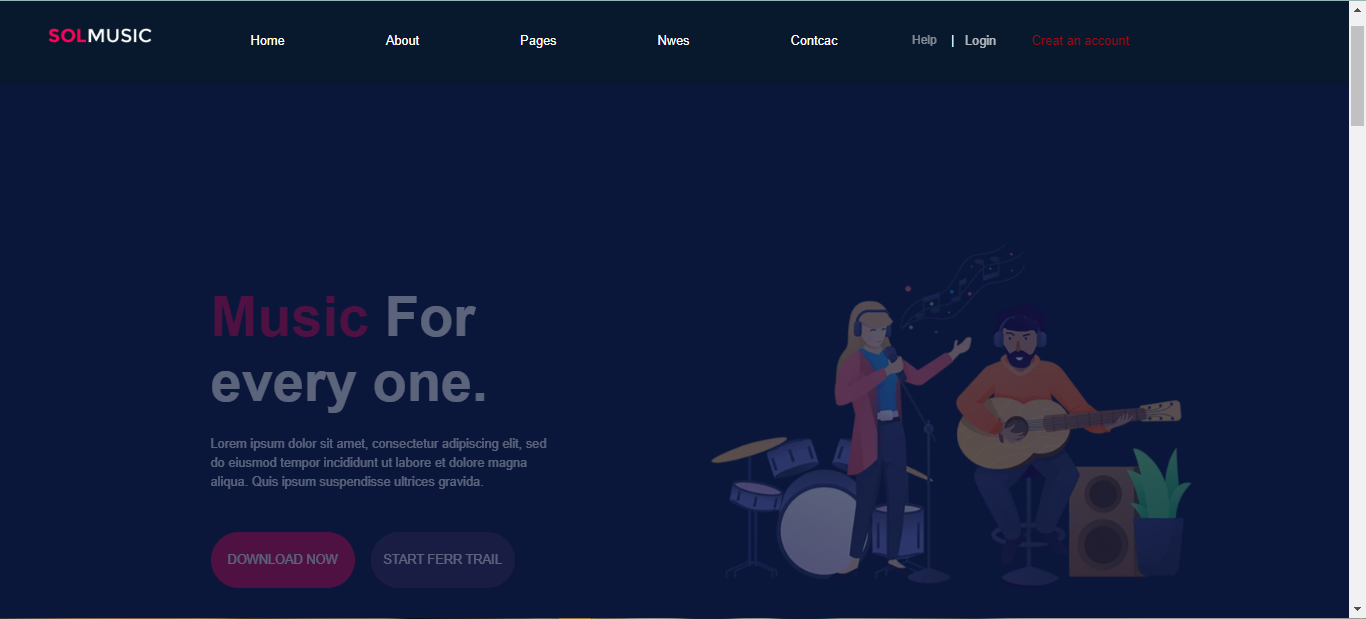 SOLMUSIC Home About Pages Nwes Contcac Help | Login Creat an account
Music For
every one.
Lorem ipsum dolor sit amet, consectetur adipiscing elit, sed
do eiusmod tempor incididunt ut labore et dolore magna
aliqua. Quis ipsum suspendisse ultrices gravida.
DOWNLOAD NOW START FERR TRAIL